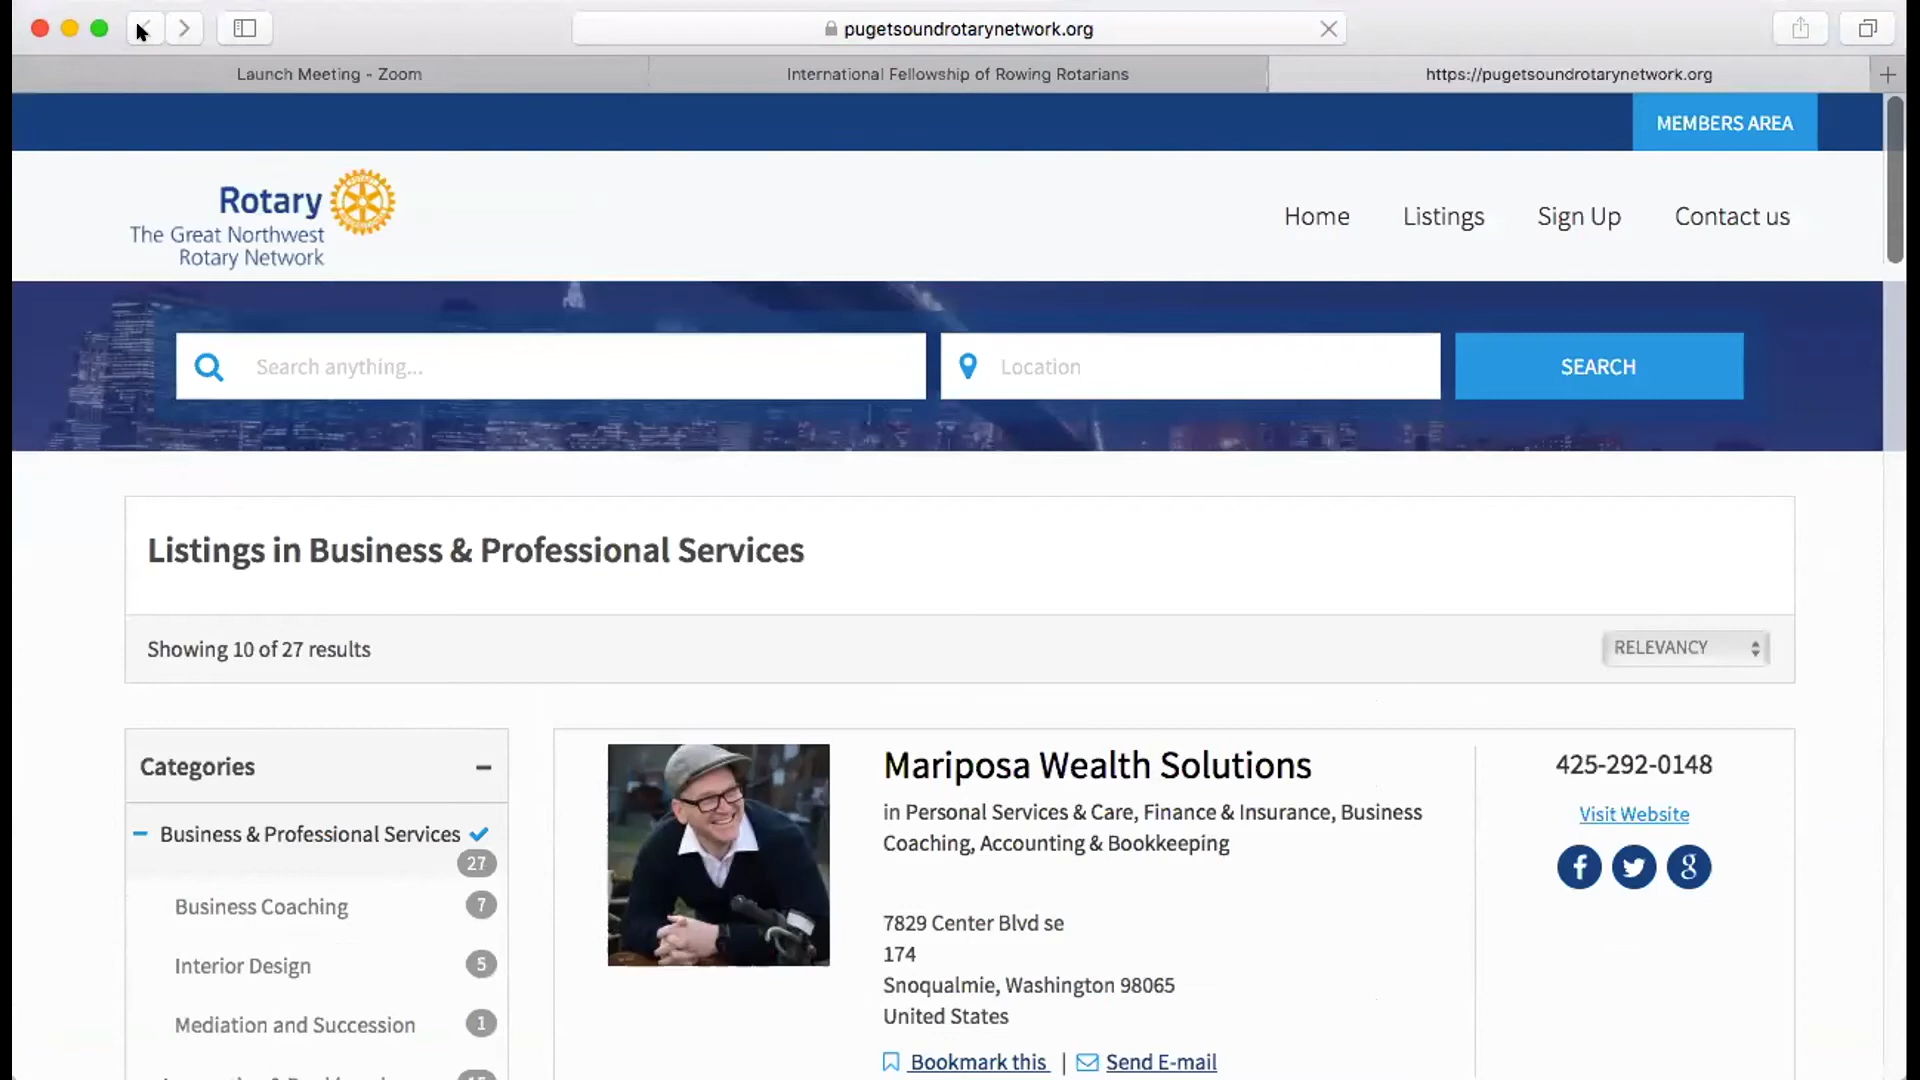 pugetsoundrotarynetwork.org
Launch Meeting - Zoom
International Fellowship of Rowing Rotarians
https://pugetsoundrotarynetwork.org
MEMBERS AREA
Rotary
The Great Northwest
Rotary Network
Home
Listings
Sign Up
Contact us
Search anything...
Location
SEARCH
Listings in Business & Professional Services
Showing 10 of 27 results
RELEVANCY
Categories
Business & Professional Services
27
Business Coaching
7
Interior Design
5
Mediation and Succession
1
Mariposa Wealth Solutions
in Personal Services & Care, Finance & Insurance, Business
Coaching, Accounting & Bookkeeping
7829 Center Blvd se
174
Snoqualmie, Washington 98065
United States
Bookmark this | Send E-mail
425-292-0148
Visit Website